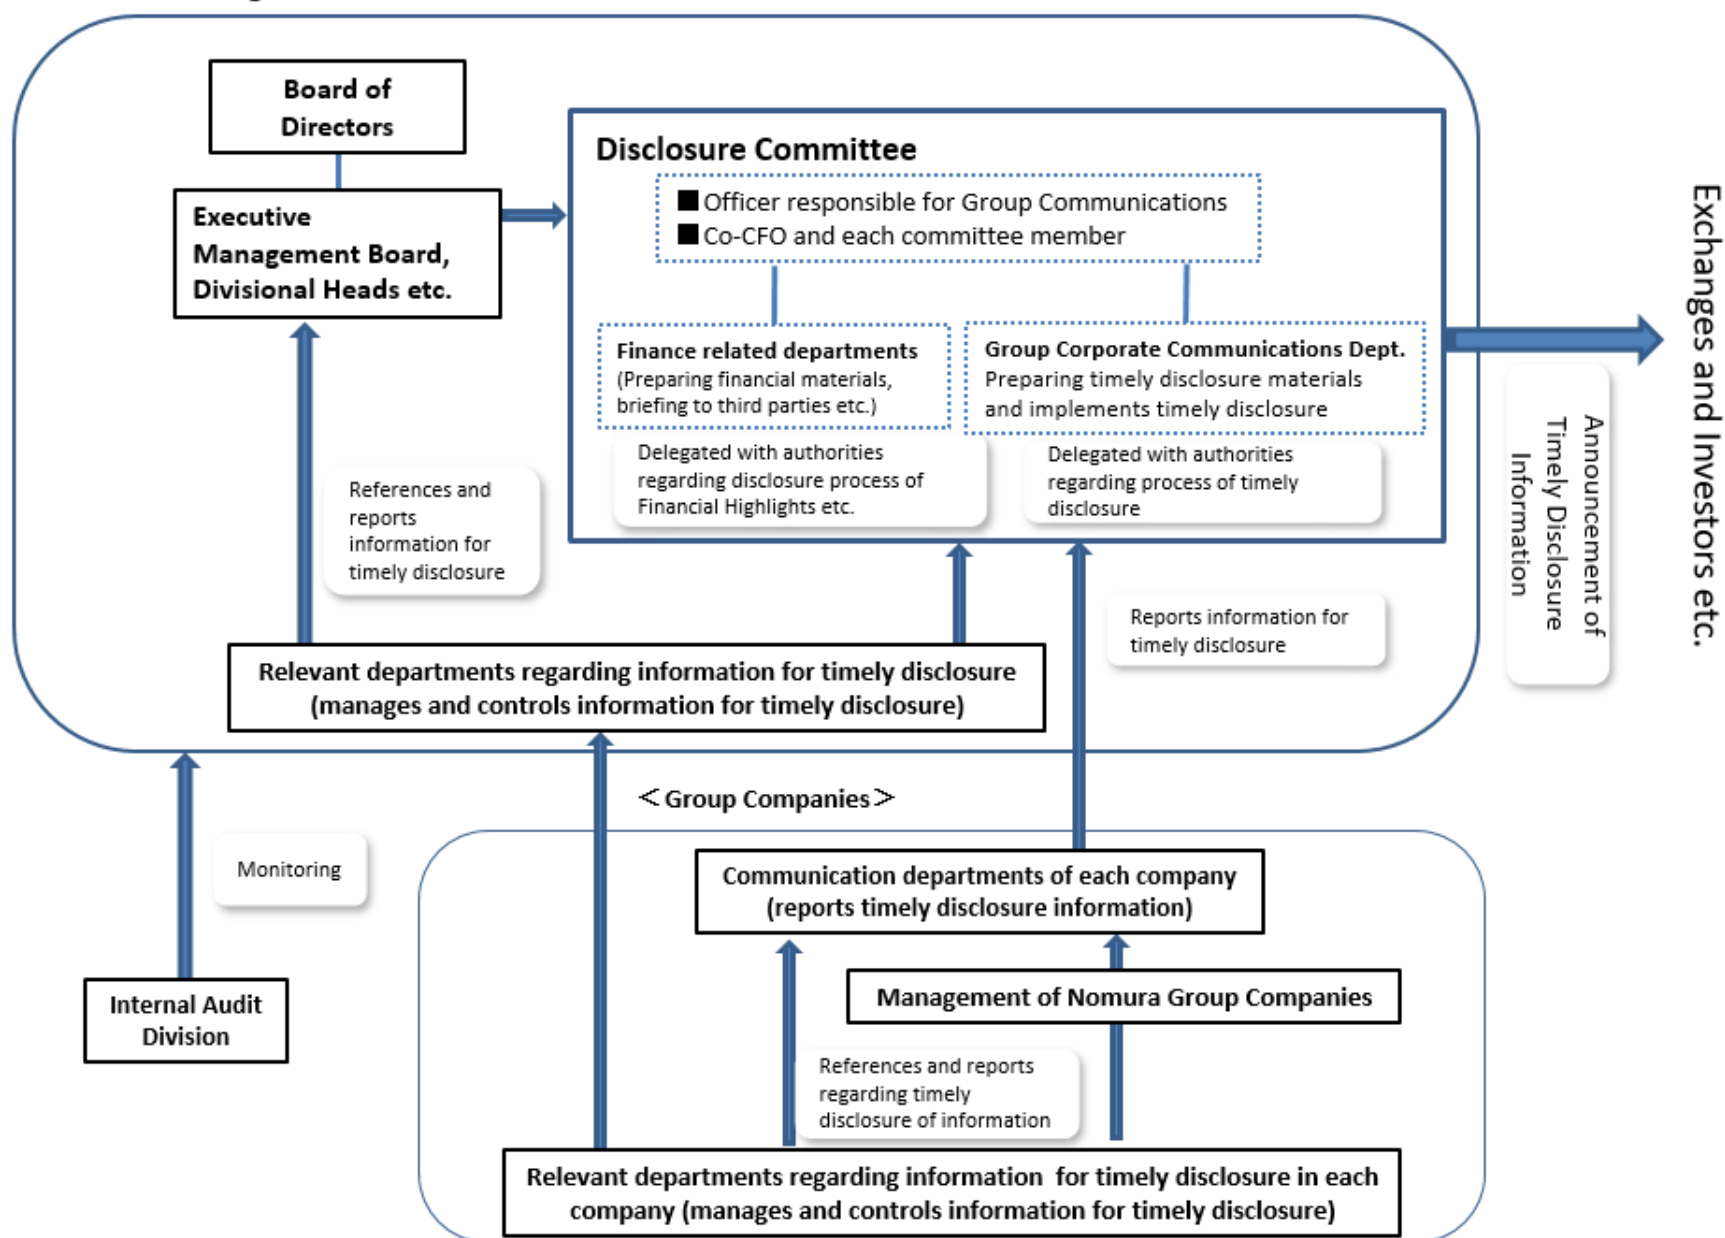 Board of
Directors
Executive
Management Board,
Divisional Heads etc.
Disclosure Committee
■ Officer responsible for Group Communications
■ Co-CFO and each committee member
Finance related departments
(Preparing financial materials,
briefing to third parties etc.)
Group Corporate Communications Dept.
Preparing timely disclosure materials
and implements timely disclosure
Delegated with authorities
regarding disclosure process of
Financial Highlights etc.
Delegated with authorities
regarding process of timely
disclosure
Exchanges and Investors etc.
Announcement of
Timely Disclosure
Information
References and
reports
information for
timely disclosure
Reports information for
timely disclosure
Relevant departments regarding information for timely disclosure
(manages and controls information for timely disclosure)
＜Group Companies＞
Monitoring
Communication departments of each company
(reports timely disclosure information)
Internal Audit
Division
Management of Nomura Group Companies
References and reports
regarding timely
disclosure of information
Relevant departments regarding information for timely disclosure in each
company (manages and controls information for timely disclosure)